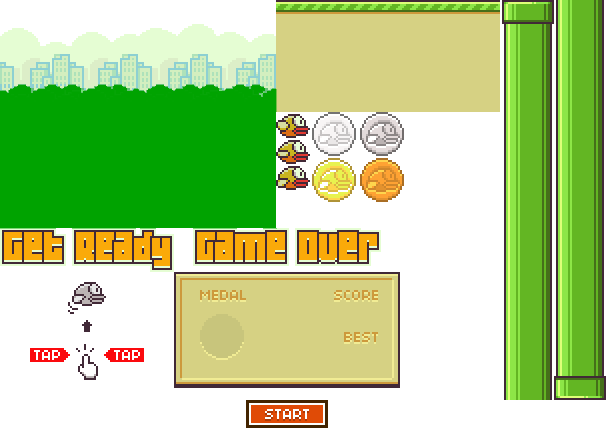 Get Ready
Game Over
MEDAL
SCORE
BEST
TAP
TAP
START